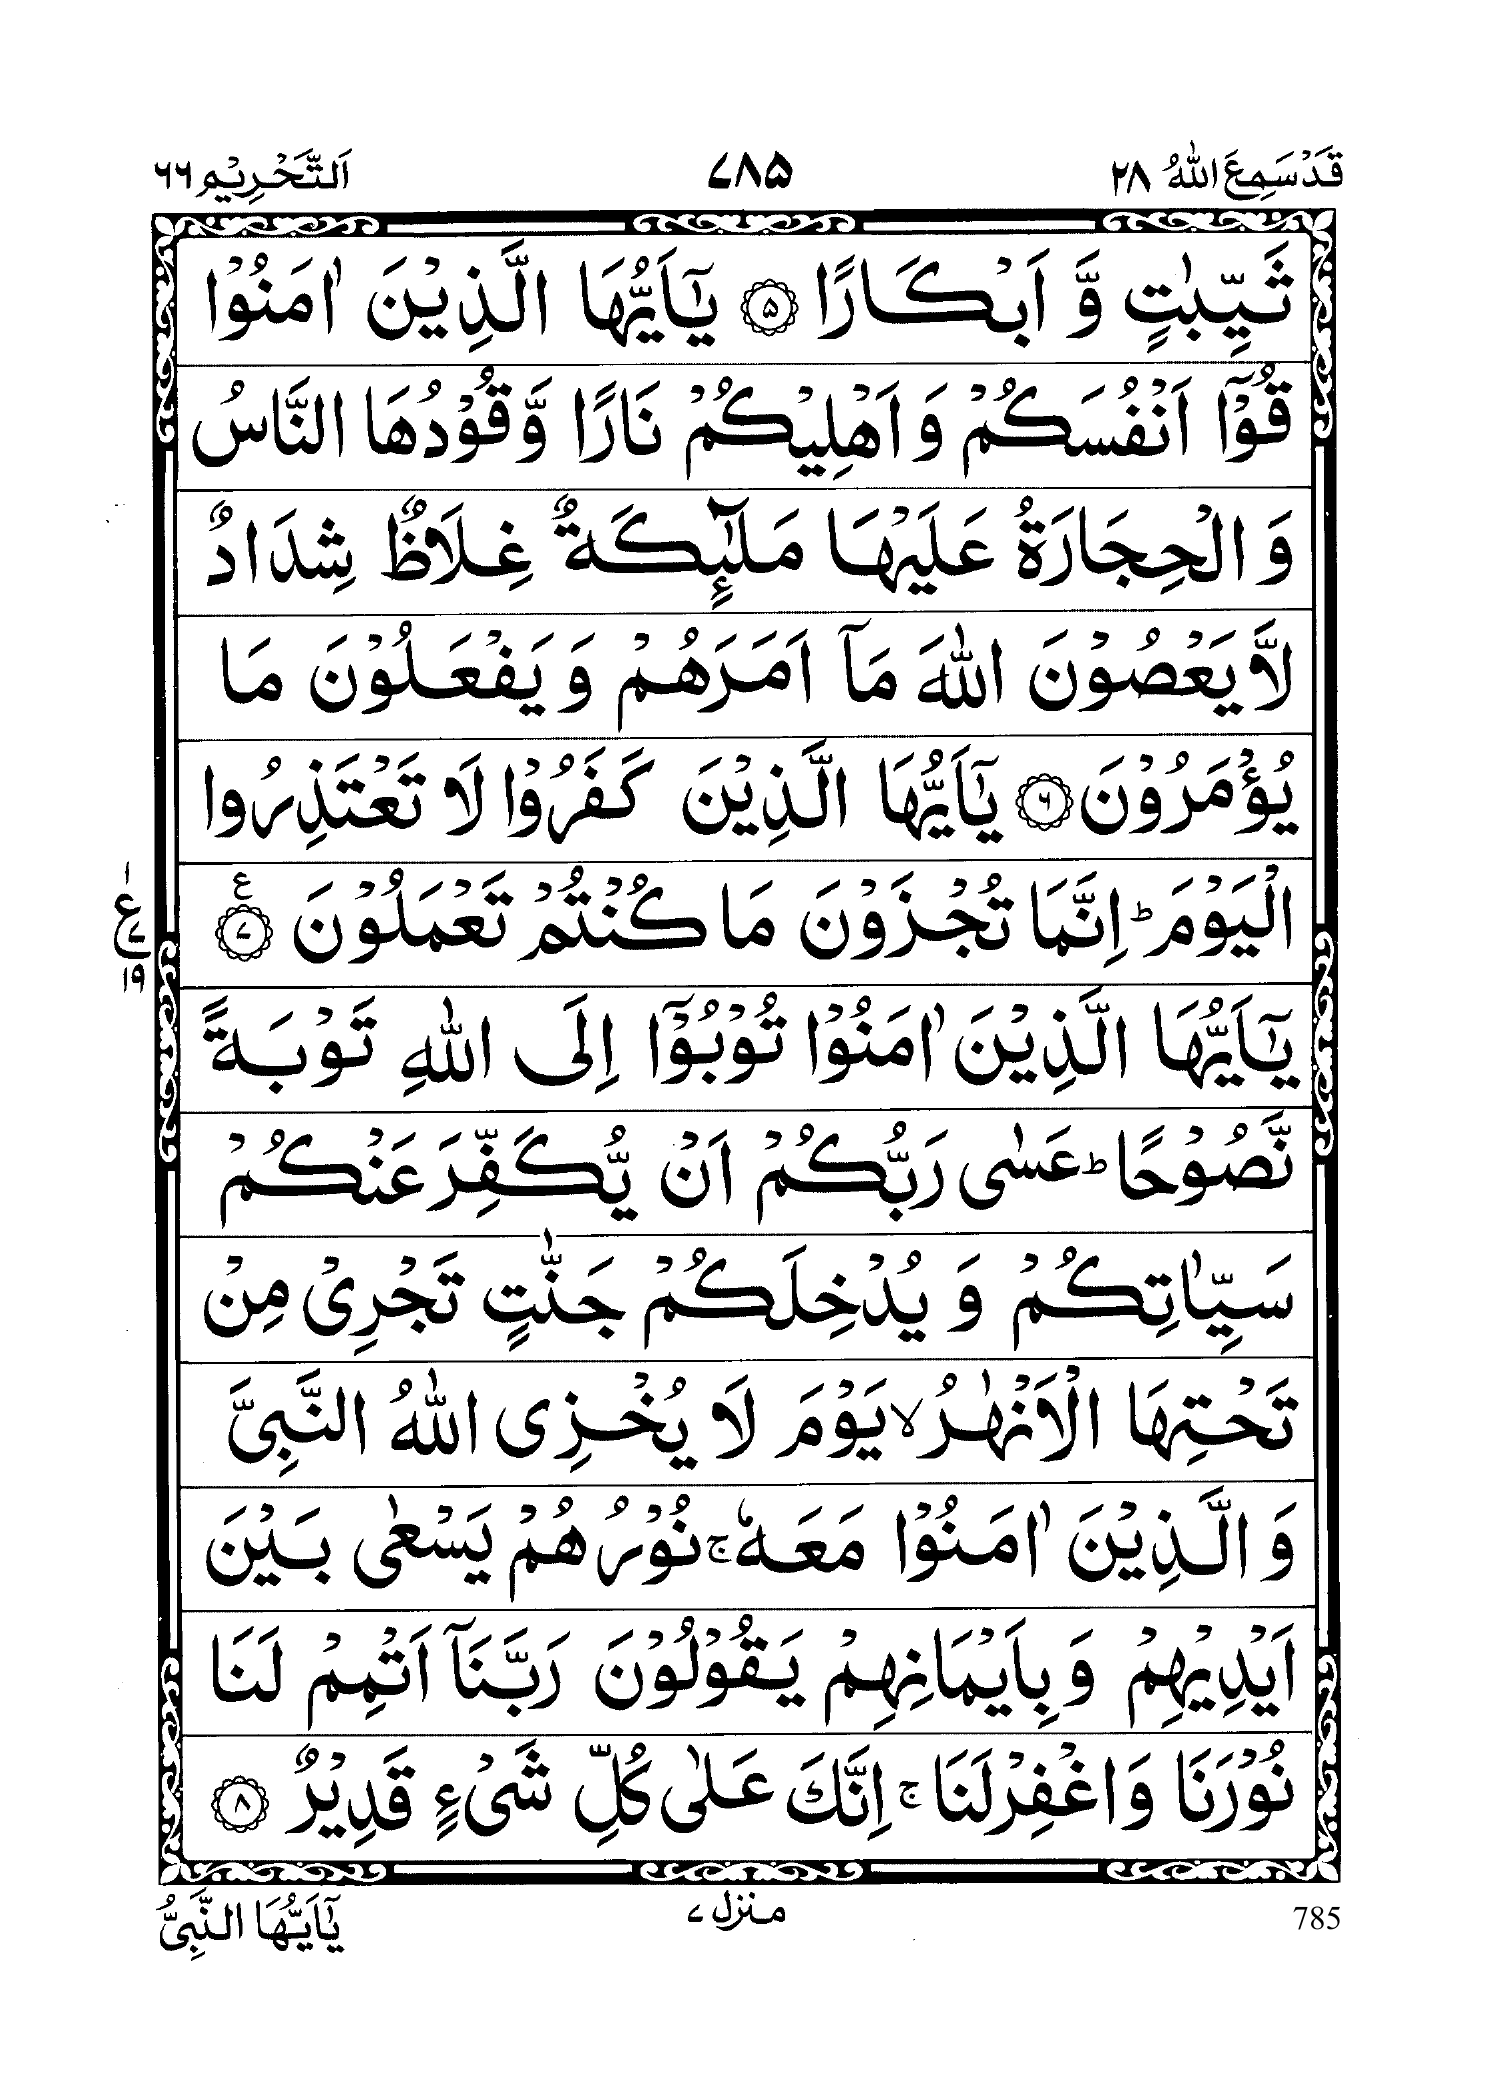 قَدْسَمِعَ اللّٰهُ ٢٨ ٧٨٥ اَلتَّحْرِيْم ٦٦
ثَيِّبٰتٍ وَّ اَبْكَارًا ۝٥ يٰۤاَيُّهَا الَّذِيْنَ اٰمَنُوْا
قُوْۤا اَنْفُسَكُمْ وَ اَهْلِيْكُمْ نَارًا وَّقُوْدُهَا النَّاسُ
وَ الْحِجَارَةُ عَلَيْهَا مَلٰٓئِكَةٌ غِلَاظٌ شِدَادٌ
لَّا يَعْصُوْنَ اللّٰهَ مَاۤ اَمَرَهُمْ وَ يَفْعَلُوْنَ مَا
يُؤْمَرُوْنَ ۝٦ يٰۤاَيُّهَا الَّذِيْنَ كَفَرُوْا لَا تَعْتَذِرُوا
الْيَوْمَ ؕ اِنَّمَا تُجْزَوْنَ مَا كُنْتُمْ تَعْمَلُوْنَ ۝٧ ع
١ ع ٧ ١٩
يٰۤاَيُّهَا الَّذِيْنَ اٰمَنُوْا تُوْبُوْۤا اِلَى اللّٰهِ تَوْبَةً
نَّصُوْحًا ؕ عَسٰى رَبُّكُمْ اَنْ يُّكَفِّرَ عَنْكُمْ
سَيِّاٰتِكُمْ وَ يُدْخِلَكُمْ جَنّٰتٍ تَجْرِيْ مِنْ
تَحْتِهَا الْاَنْهٰرُ ۙ يَوْمَ لَا يُخْزِى اللّٰهُ النَّبِيَّ
وَ الَّذِيْنَ اٰمَنُوْا مَعَهٗ ۚ نُوْرُهُمْ يَسْعٰى بَيْنَ
اَيْدِيْهِمْ وَ بِاَيْمَانِهِمْ يَقُوْلُوْنَ رَبَّنَاۤ اَتْمِمْ لَنَا
نُوْرَنَا وَ اغْفِرْ لَنَا ۚ اِنَّكَ عَلٰى كُلِّ شَيْءٍ قَدِيْرٌ ۝٨
785 منزل ٧ يٰۤاَيُّهَا النَّبِيُّ